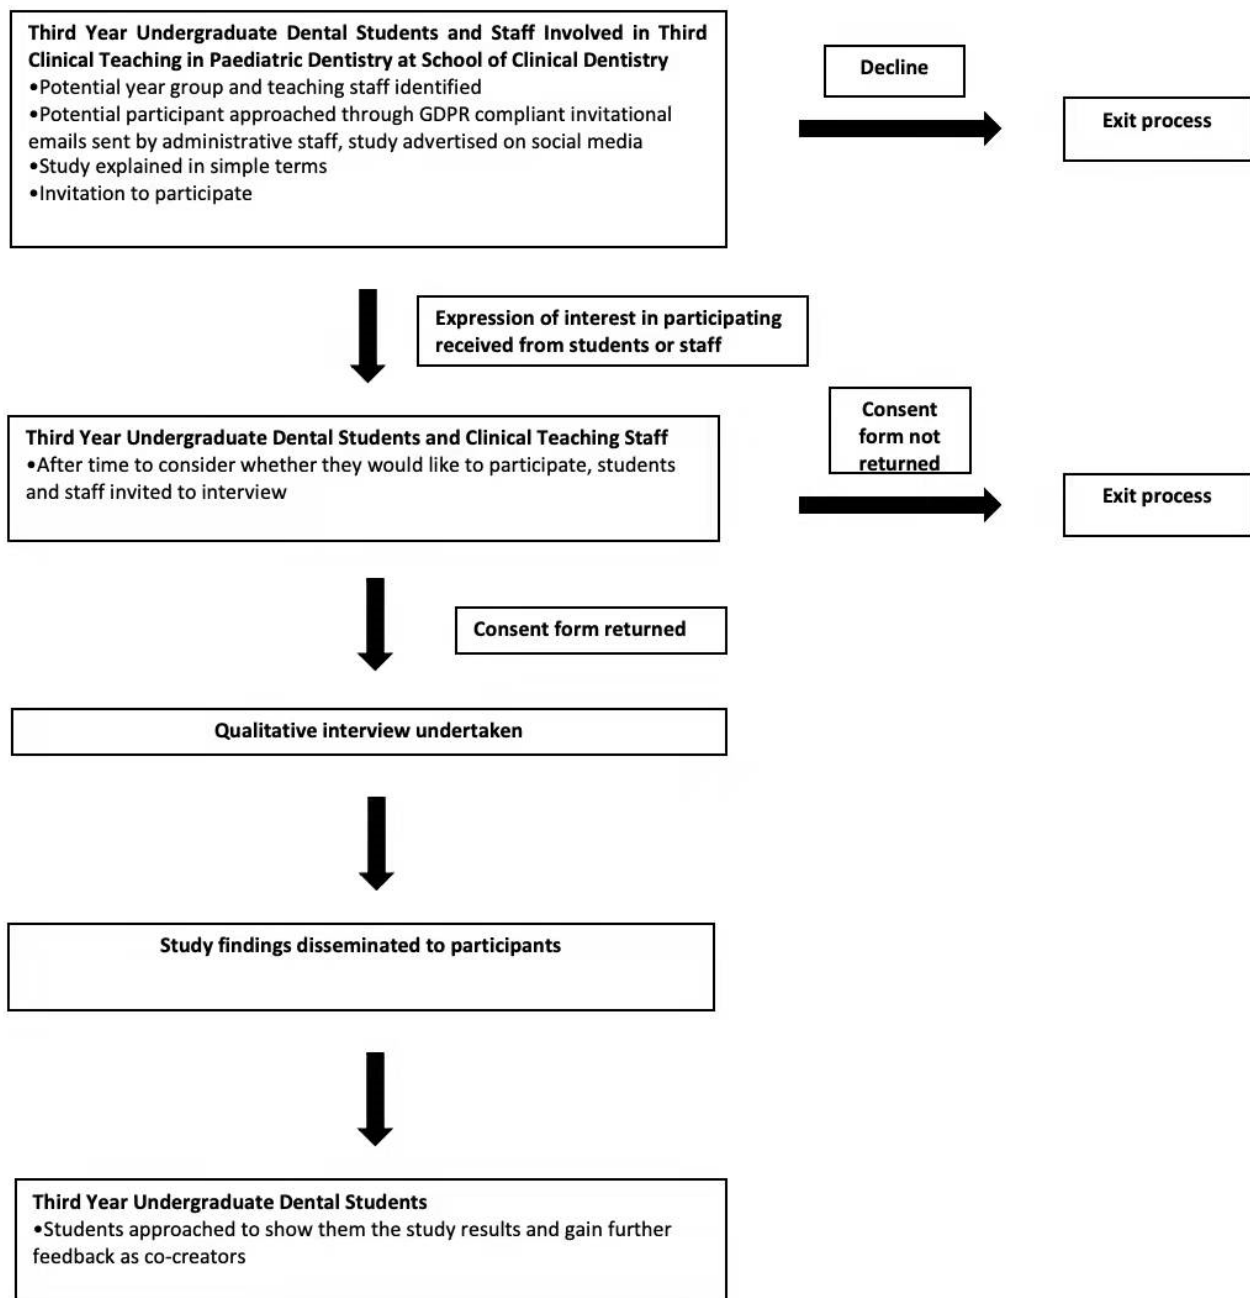 Third Year Undergraduate Dental Students and Staff Involved in Third
Clinical Teaching in Paediatric Dentistry at School of Clinical Dentistry
•Potential year group and teaching staff identified
•Potential participant approached through GDPR compliant invitational
emails sent by administrative staff, study advertised on social media
•Study explained in simple terms
•Invitation to participate
Decline
Exit process
Expression of interest in participating
received from students or staff
Third Year Undergraduate Dental Students and Clinical Teaching Staff
•After time to consider whether they would like to participate, students
and staff invited to interview
Consent
form not
returned
Exit process
Consent form returned
Qualitative interview undertaken
Study findings disseminated to participants
Third Year Undergraduate Dental Students
•Students approached to show them the study results and gain further
feedback as co-creators